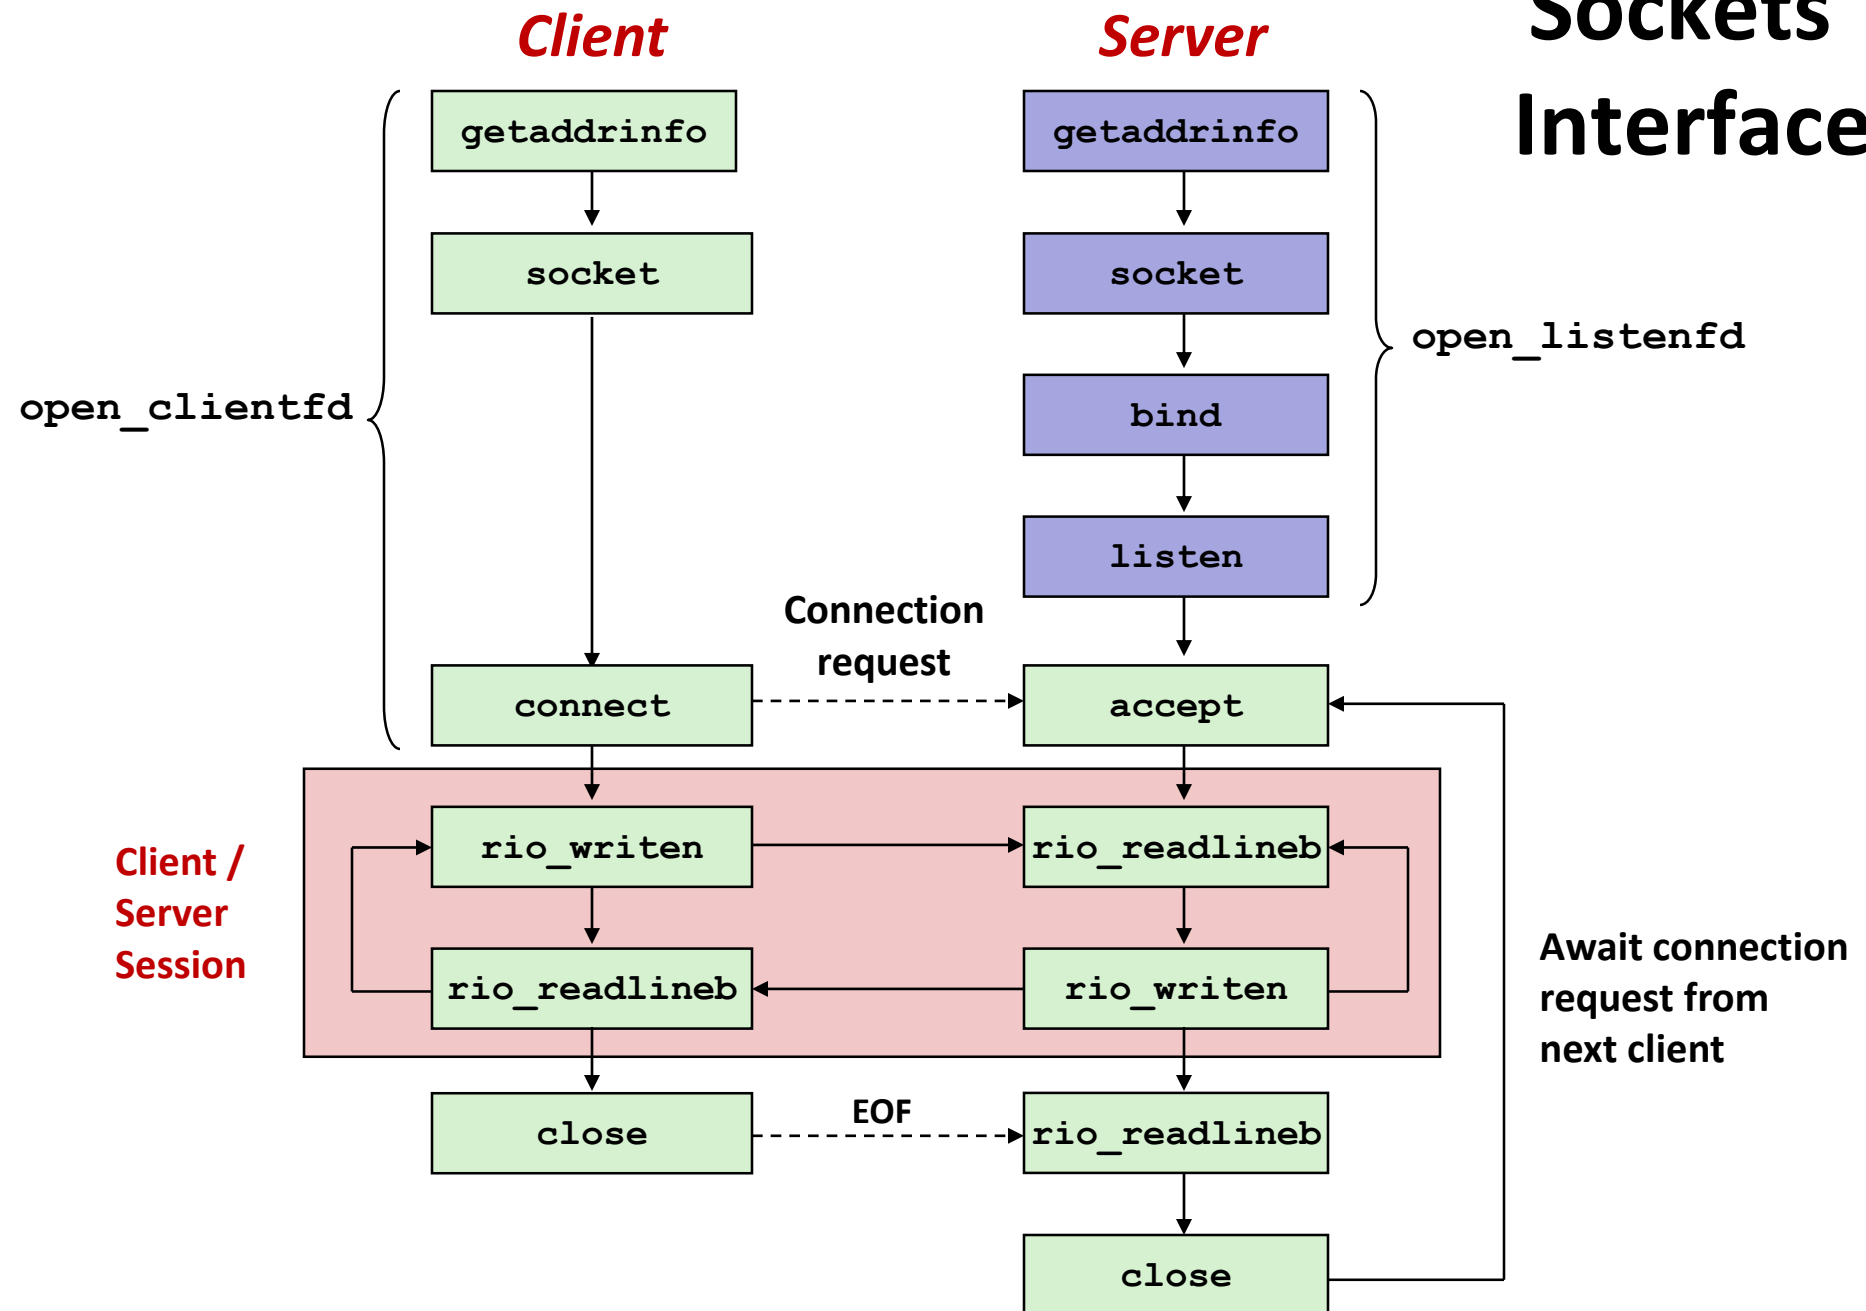 Sockets
Interface
Client
Server
getaddrinfo
getaddrinfo
socket
socket
open_listenfd
open_clientfd
bind
listen
Connection
request
connect
accept
Client /
Server
Session
rio_writen
rio_readlineb
rio_readlineb
rio_writen
Await connection
request from
next client
close
EOF
rio_readlineb
close